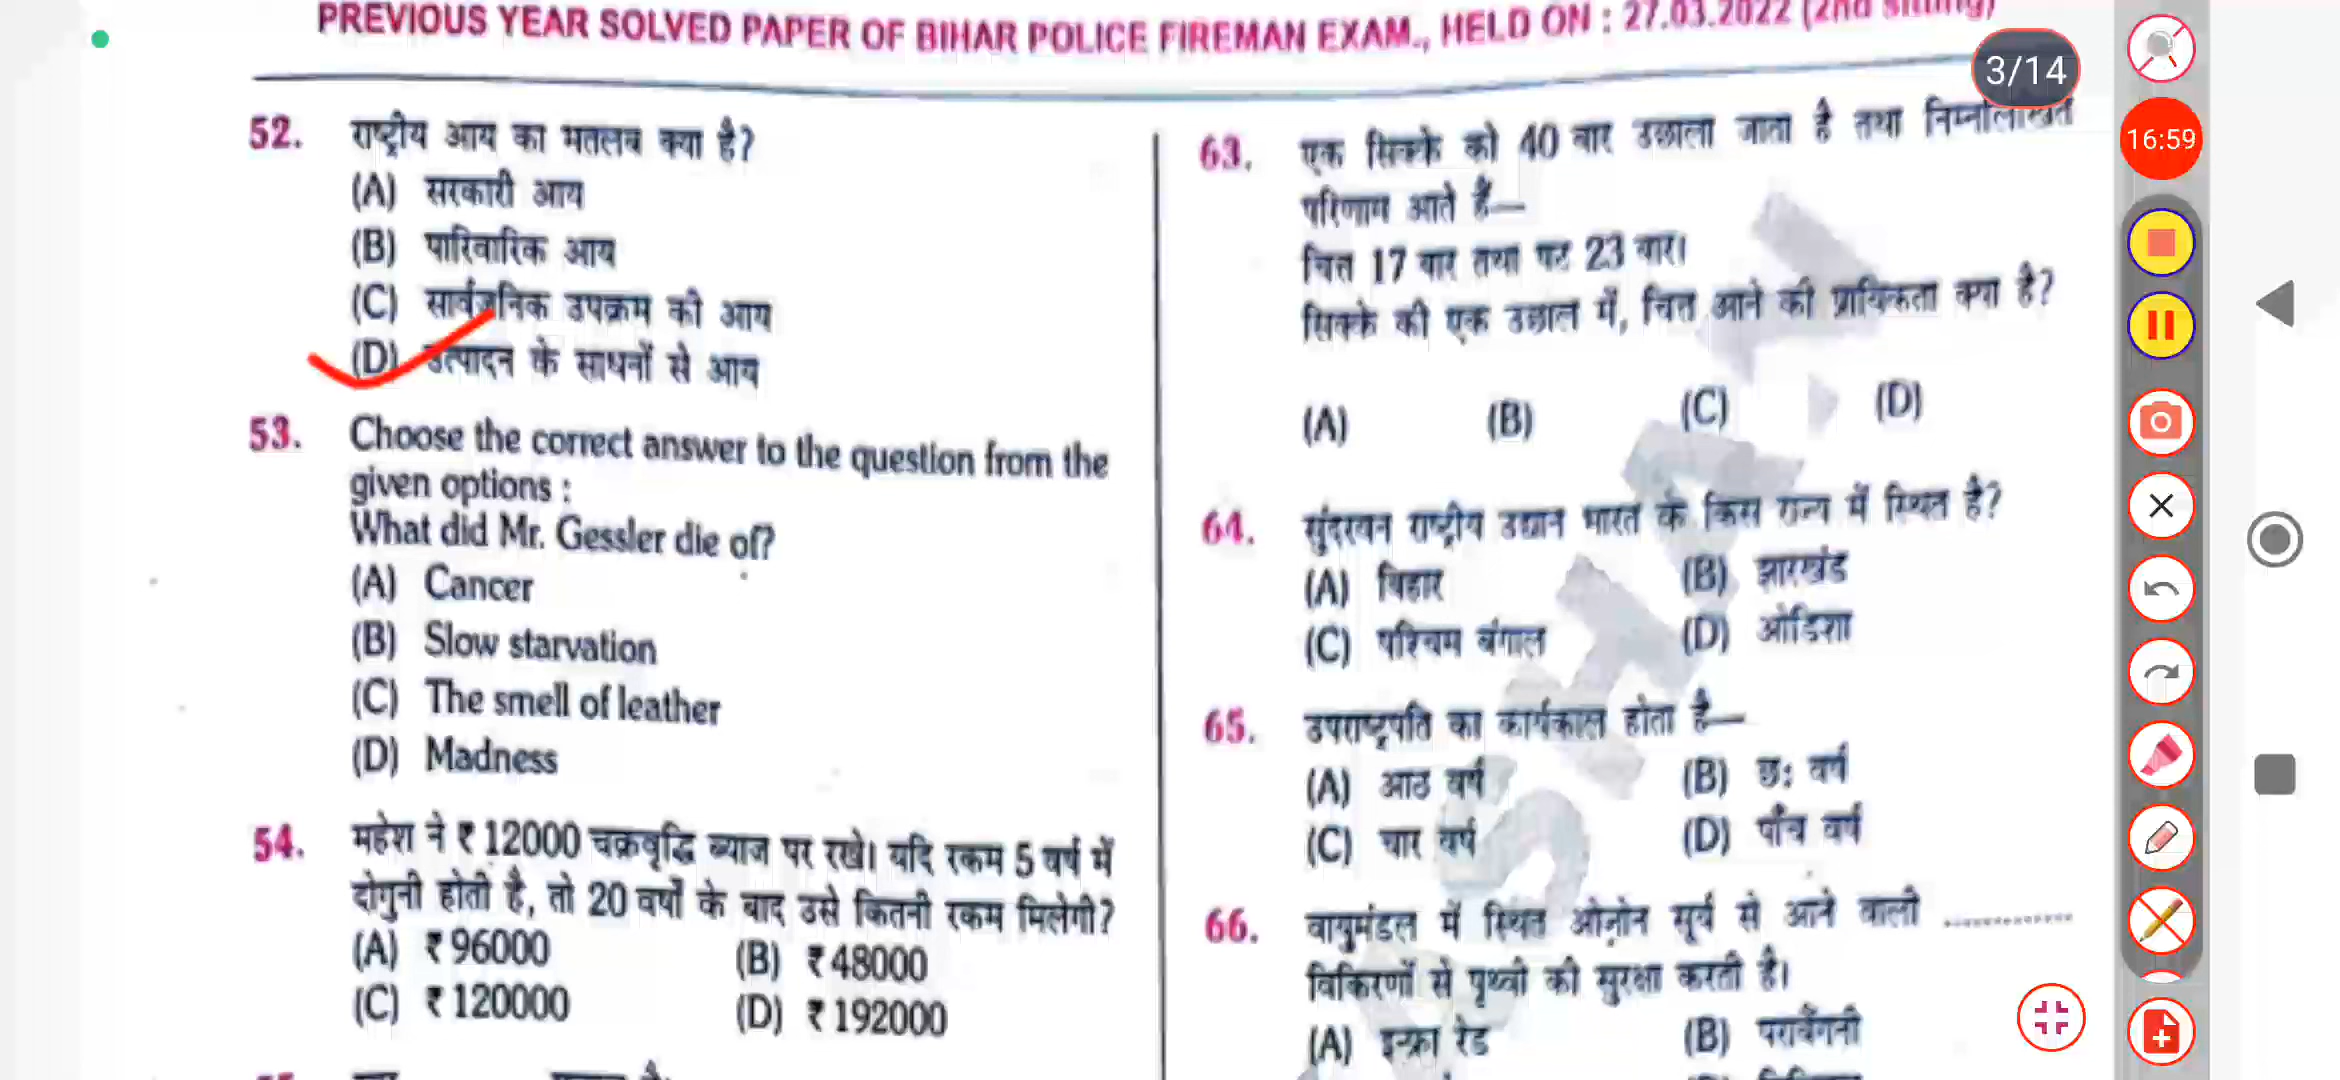 PREVIOUS YEAR SOLVED PAPER OF BIHAR POLICE FIREMAN EXAM., HELD ON : 27.03.2022 (2nd sitting)
3/14
16:59
52. राष्ट्रीय आय का मतलब क्या है?
(A) सरकारी आय
(B) पारिवारिक आय
(C) सार्वजनिक उपक्रम की आय
(D) उत्पादन के साधनों से आय
53. Choose the correct answer to the question from the
given options :
What did Mr. Gessler die of?
(A) Cancer
(B) Slow starvation
(C) The smell of leather
(D) Madness
54. महेश ने ₹ 12000 चक्रवृद्धि ब्याज पर रखे। यदि रकम 5 वर्ष में
दोगुनी होती है, तो 20 वर्षों के बाद उसे कितनी रकम मिलेगी?
(A) ₹ 96000 (B) ₹ 48000
(C) ₹ 120000 (D) ₹ 192000
63. एक सिक्के को 40 बार उछाला जाता है तथा निम्नलिखित
परिणाम आते हैं—
चित्त 17 बार तथा पट 23 बार।
सिक्के की एक उछाल में, चित्त आने की प्रायिकता क्या है?
(A) (B) (C) (D)
64. सुंदरवन राष्ट्रीय उद्यान भारत के किस राज्य में स्थित है?
(A) बिहार (B) झारखंड
(C) पश्चिम बंगाल (D) ओडिशा
65. उपराष्ट्रपति का कार्यकाल होता है—
(A) आठ वर्ष (B) छः वर्ष
(C) चार वर्ष (D) पाँच वर्ष
66. वायुमंडल में स्थित ओज़ोन सूर्य से आने वाली ..............
विकिरणों से पृथ्वी की सुरक्षा करती है।
(A) इन्फ्रा रेड (B) पराबैंगनी